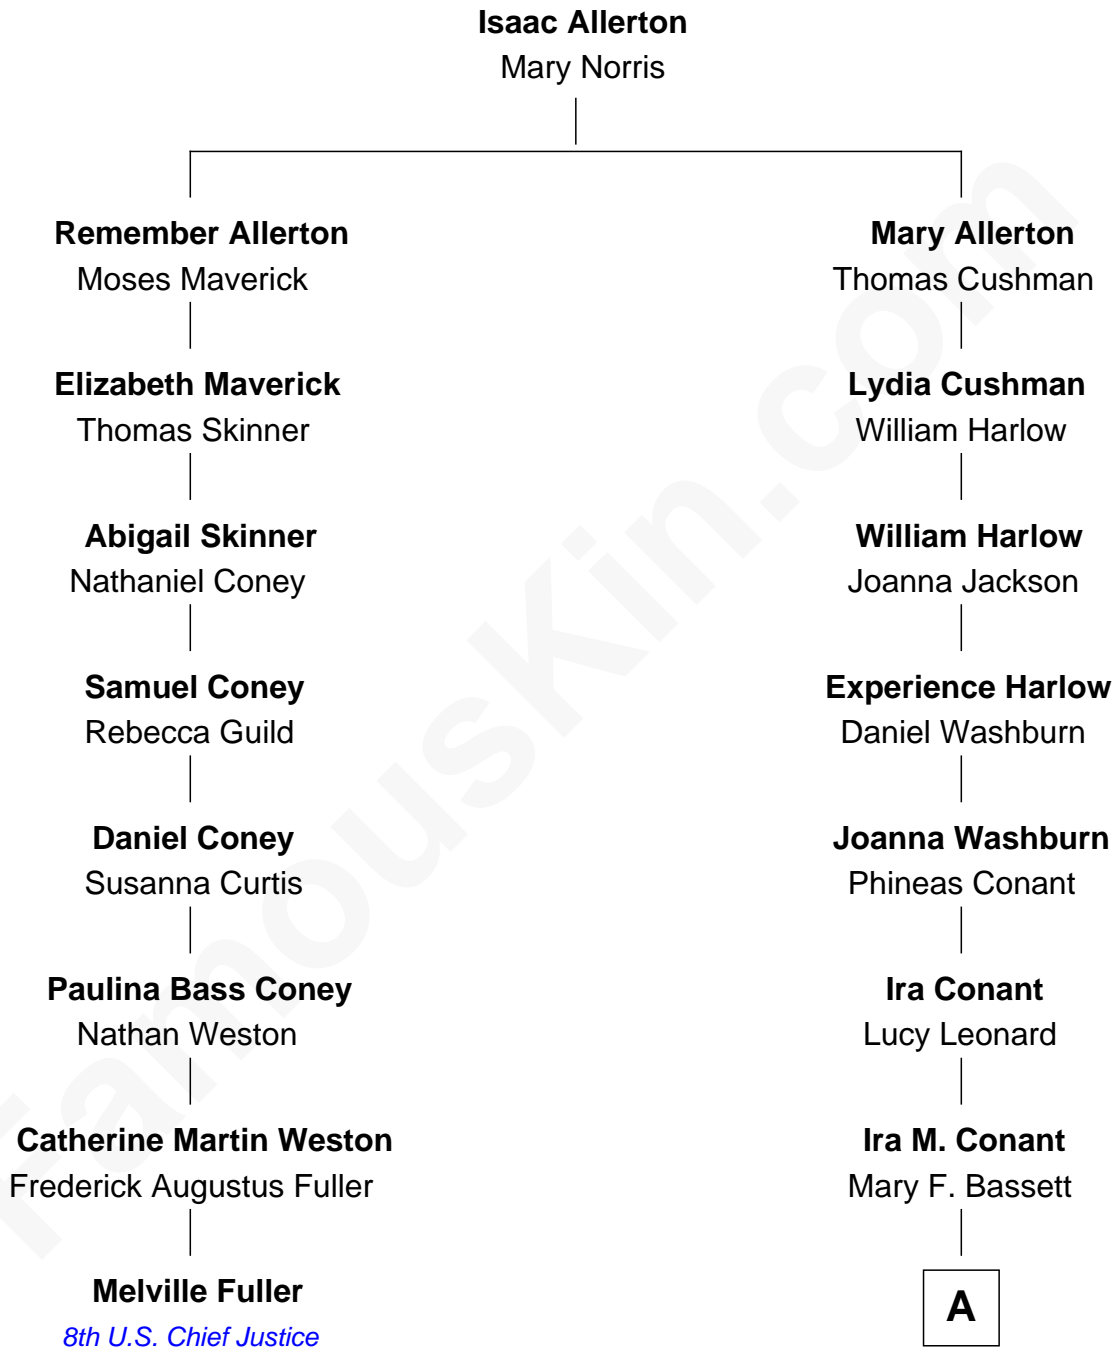 Isaac Allerton
Mary Norris
Remember Allerton
Moses Maverick
Mary Allerton
Thomas Cushman
Elizabeth Maverick
Thomas Skinner
Lydia Cushman
William Harlow
Abigail Skinner
Nathaniel Coney
William Harlow
Joanna Jackson
Samuel Coney
Rebecca Guild
Experience Harlow
Daniel Washburn
Daniel Coney
Susanna Curtis
Joanna Washburn
Phineas Conant
Paulina Bass Coney
Nathan Weston
Ira Conant
Lucy Leonard
Catherine Martin Weston
Frederick Augustus Fuller
Ira M. Conant
Mary F. Bassett
Melville Fuller
8th U.S. Chief Justice
A
FamousKin.com